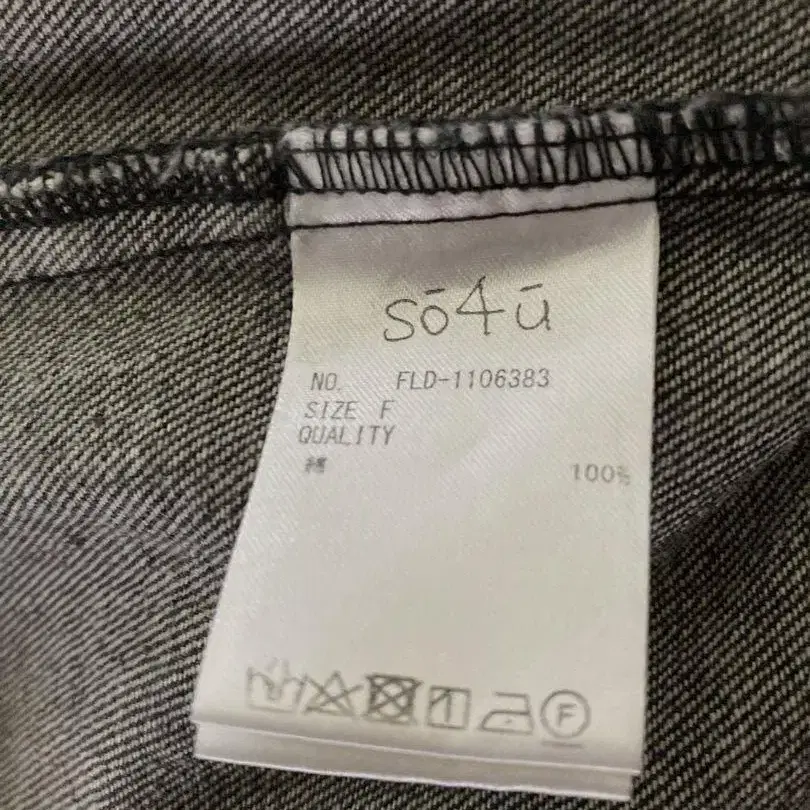 sō4ū
NO. FLD-1106383
SIZE F
QUALITY
綿 100%
F